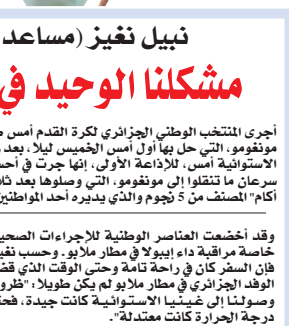 نبيل نغيز (مساعد
مشكلنا الوحيد في
أجرى المنتخب الوطني الجزائري لكرة القدم أمس
مونغومو، التي حل بها أول أمس الخميس ليلا، بعد
الاستوائية أمس، للإذاعة الأولى، إنها جرت في أحس
سرعان ما تنقلوا إلى مونغومو، التي وصلوها بعد ثلا
أكام" المصنف من 5 نجوم والذي يديره أحد المواطنين
وقد أخضعت العناصر الوطنية للإجراءات الصحي
خاصة مراقبة داء إيبولا في مطار ملابو. وحسب نغيز
فإن السفر كان في راحة تامة وحتى الوقت الذي قض
الوفد الجزائري في مطار ملابو لم يكن طويلا: "ظرو
وصولنا إلى غينيا الاستوائية كانت جيدة، فحت
درجة الحرارة كانت معتدلة".